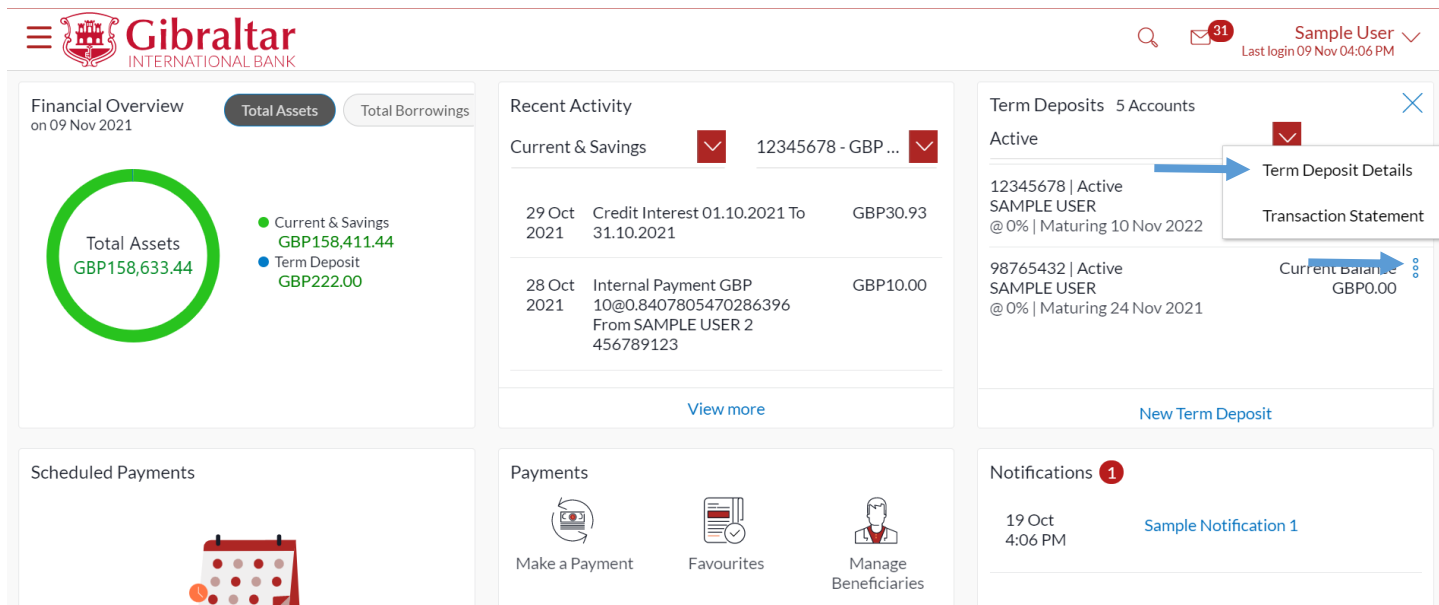 Gibraltar
INTERNATIONAL BANK
31
Sample User
Last login 09 Nov 04:06 PM
Financial Overview
on 09 Nov 2021
Total Assets
Total Borrowings
Total Assets
GBP158,633.44
Current & Savings
GBP158,411.44
Term Deposit
GBP222.00
Recent Activity
Current & Savings
12345678 - GBP ...
29 Oct 2021
Credit Interest 01.10.2021 To
31.10.2021
GBP30.93
28 Oct 2021
Internal Payment GBP
10@0.8407805470286396
From SAMPLE USER 2
456789123
GBP10.00
View more
Term Deposits 5 Accounts
Active
Term Deposit Details
Transaction Statement
12345678 | Active
SAMPLE USER
@ 0% | Maturing 10 Nov 2022
98765432 | Active
SAMPLE USER
@ 0% | Maturing 24 Nov 2021
Current Balance
GBP0.00
New Term Deposit
Scheduled Payments
Payments
Make a Payment
Favourites
Manage
Beneficiaries
Notifications 1
19 Oct
4:06 PM
Sample Notification 1